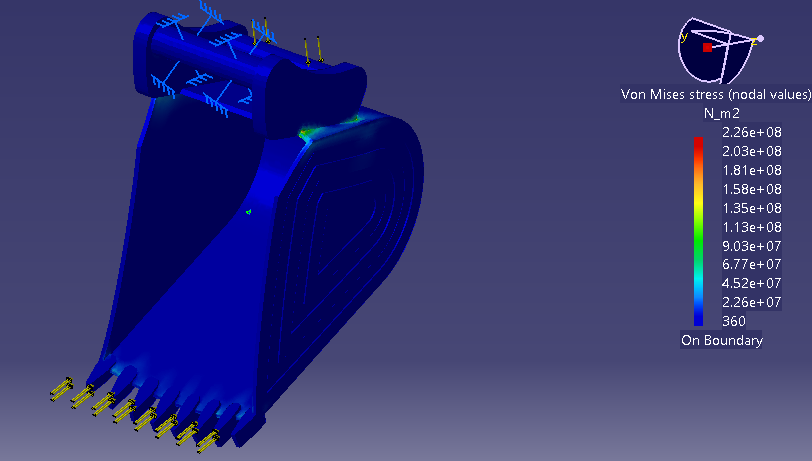 y
z
Von Mises stress (nodal values)
N_m2
2.26e+08
2.03e+08
1.81e+08
1.58e+08
1.35e+08
1.13e+08
9.03e+07
6.77e+07
4.52e+07
2.26e+07
360
On Boundary